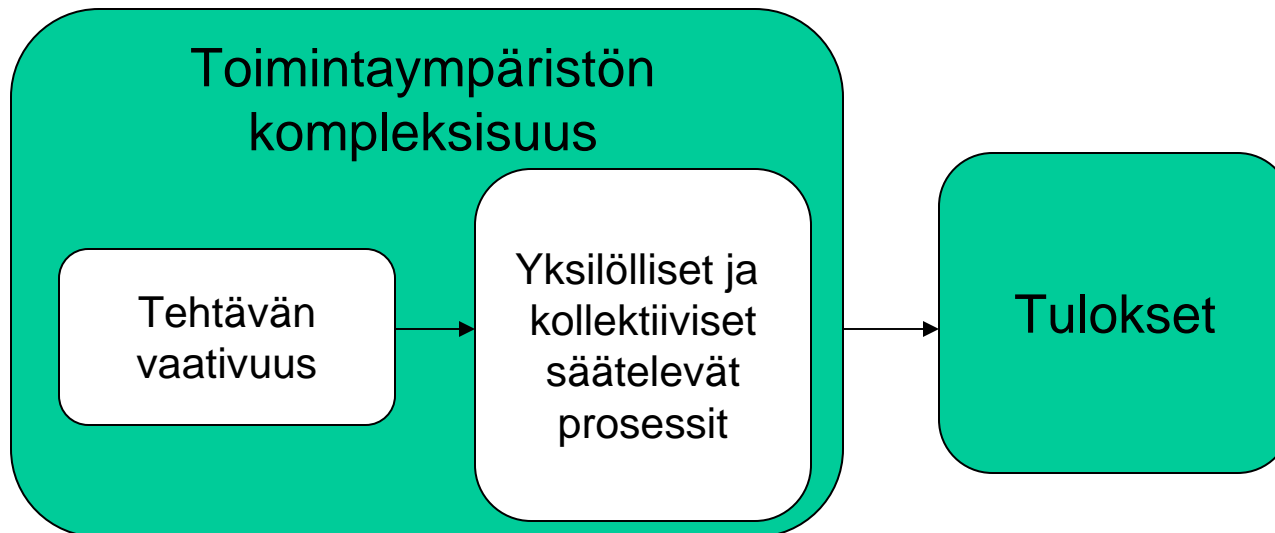 Toimintaympäristön
kompleksisuus
Tehtävän
vaativuus
Yksilölliset ja
kollektiiviset
säätelevät
prosessit
Tulokset